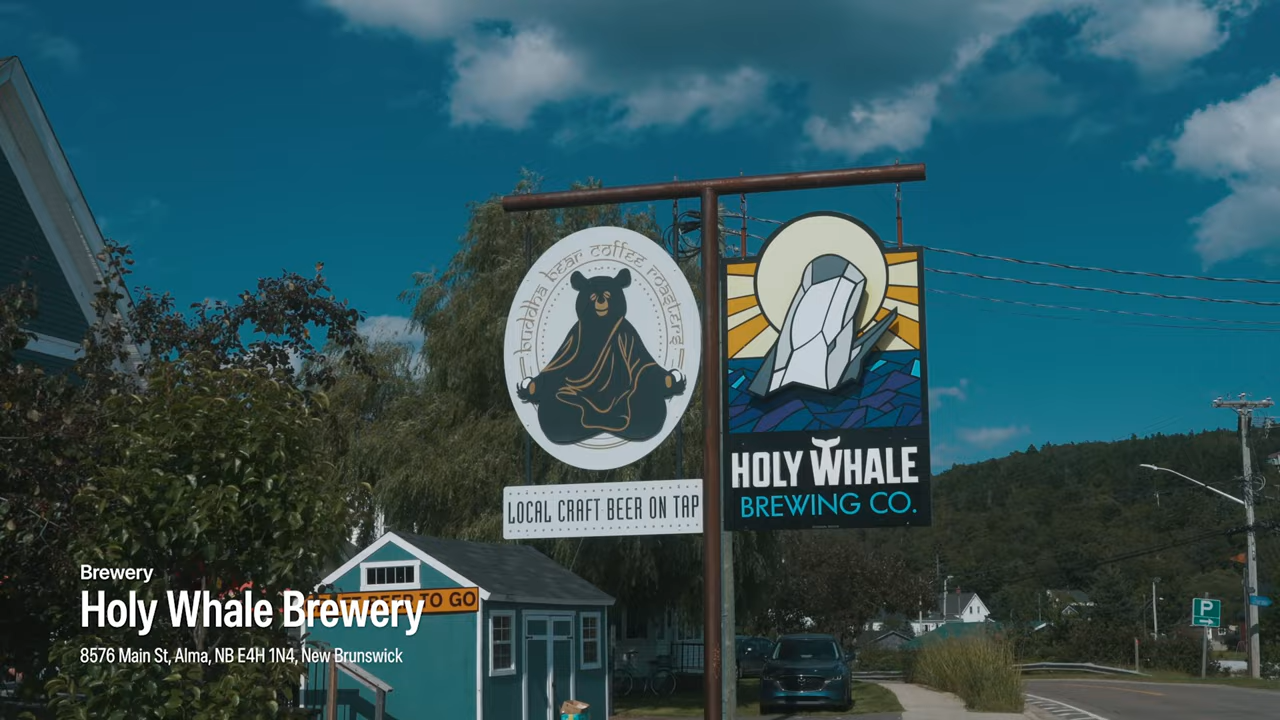 buddha bear coffee roasters
LOCAL CRAFT BEER ON TAP
HOLY WHALE
BREWING CO.
BEER TO GO
P
Brewery
Holy Whale Brewery
8576 Main St, Alma, NB E4H 1N4, New Brunswick